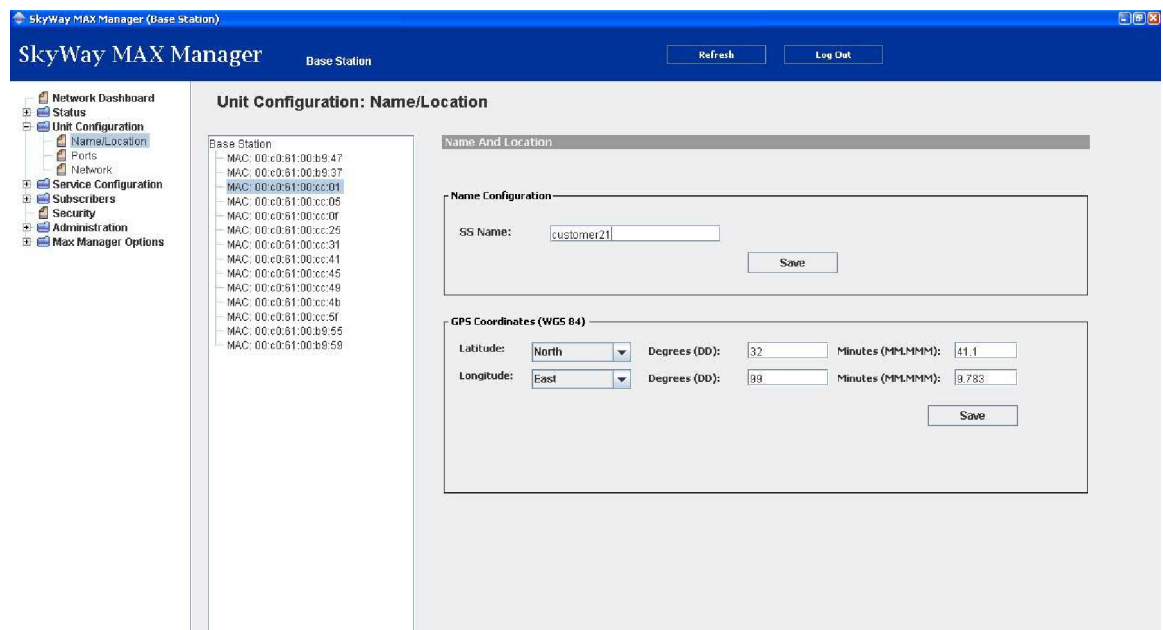 SkyWay MAX Manager (Base Station)
SkyWay MAX Manager Base Station Refresh Log Out
Network Dashboard
Status
Unit Configuration
Name/Location
Ports
Network
Service Configuration
Subscribers
Security
Administration
Max Manager Options
Unit Configuration: Name/Location
Base Station
MAC: 00:c0:61:00:b9:47
MAC: 00:c0:61:00:b9:37
MAC: 00:c0:61:00:cc:01
MAC: 00:c0:61:00:cc:05
MAC: 00:c0:61:00:cc:0f
MAC: 00:c0:61:00:cc:25
MAC: 00:c0:61:00:cc:31
MAC: 00:c0:61:00:cc:41
MAC: 00:c0:61:00:cc:45
MAC: 00:c0:61:00:cc:49
MAC: 00:c0:61:00:cc:4b
MAC: 00:c0:61:00:cc:5f
MAC: 00:c0:61:00:b9:55
MAC: 00:c0:61:00:b9:59
Name And Location
Name Configuration
SS Name: customer21
Save
GPS Coordinates (WGS 84)
Latitude: North Degrees (DD): 32 Minutes (MM.MMM): 41.1
Longitude: East Degrees (DD): 99 Minutes (MM.MMM): 9.783
Save